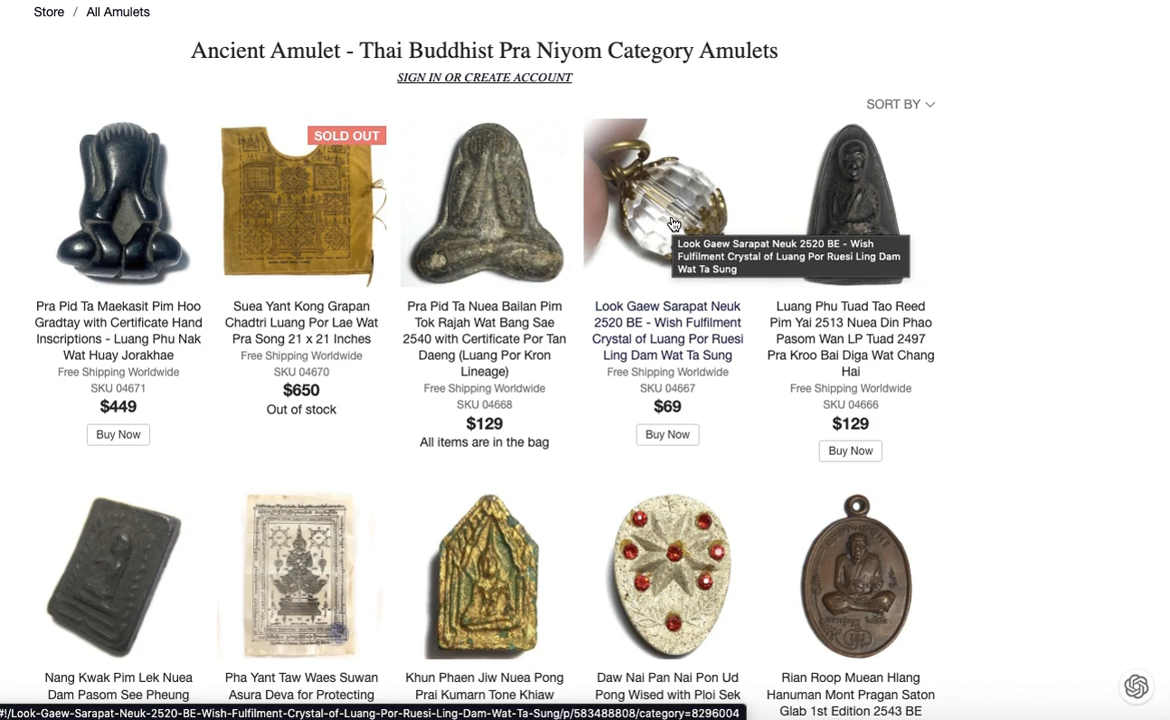 Store / All Amulets
Ancient Amulet - Thai Buddhist Pra Niyom Category Amulets
SIGN IN OR CREATE ACCOUNT
SORT BY
Pra Pid Ta Maekasit Pim Hoo
Gradtay with Certificate Hand
Inscriptions - Luang Phu Nak
Wat Huay Jorakhae
Free Shipping Worldwide
SKU 04671
$449
Buy Now
SOLD OUT
Suea Yant Kong Grapan
Chadtri Luang Por Lae Wat
Pra Song 21 x 21 Inches
Free Shipping Worldwide
SKU 04670
$650
Out of stock
Pra Pid Ta Nuea Bailan Pim
Tok Rajah Wat Bang Sae
2540 with Certificate Por Tan
Daeng (Luang Por Kron
Lineage)
Free Shipping Worldwide
SKU 04668
$129
All items are in the bag
Look Gaew Sarapat Neuk 2520 BE - Wish
Fulfilment Crystal of Luang Por Ruesi Ling Dam
Wat Ta Sung
Look Gaew Sarapat Neuk
2520 BE - Wish Fulfilment
Crystal of Luang Por Ruesi
Ling Dam Wat Ta Sung
Free Shipping Worldwide
SKU 04667
$69
Buy Now
Luang Phu Tuad Tao Reed
Pim Yai 2513 Nuea Din Phao
Pasom Wan LP Tuad 2497
Pra Kroo Bai Diga Wat Chang
Hai
Free Shipping Worldwide
SKU 04666
$129
Buy Now
Nang Kwak Pim Lek Nuea
Dam Pasom See Pheung
Pha Yant Taw Waes Suwan
Asura Deva for Protecting
Khun Phaen Jiw Nuea Pong
Prai Kumarn Tone Khiaw
Daw Nai Pan Nai Pon Ud
Pong Wised with Ploi Sek
Rian Roop Muean Hlang
Hanuman Mont Pragan Saton
Glab 1st Edition 2543 BE
#!/Look-Gaew-Sarapat-Neuk-2520-BE-Wish-Fulfilment-Crystal-of-Luang-Por-Ruesi-Ling-Dam-Wat-Ta-Sung/p/583488808/category=8296004